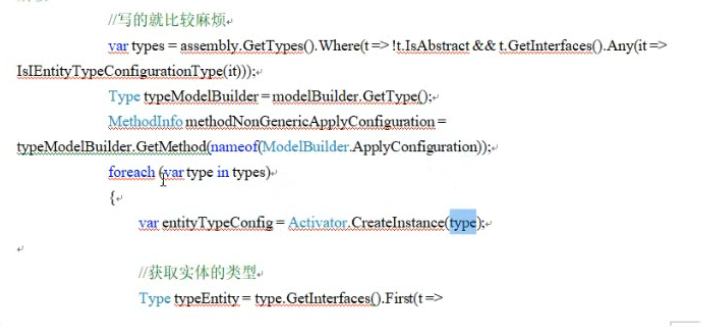 //写的就比较麻烦
var types = assembly.GetTypes().Where(t => !t.IsAbstract && t.GetInterfaces().Any(it =>
IsIEntityTypeConfigurationType(it)));
Type typeModelBuilder = modelBuilder.GetType();
MethodInfo methodNonGenericApplyConfiguration =
typeModelBuilder.GetMethod(nameof(ModelBuilder.ApplyConfiguration));
foreach (var type in types)
{
var entityTypeConfig = Activator.CreateInstance(type);
//获取实体的类型
Type typeEntity = type.GetInterfaces().First(t =>